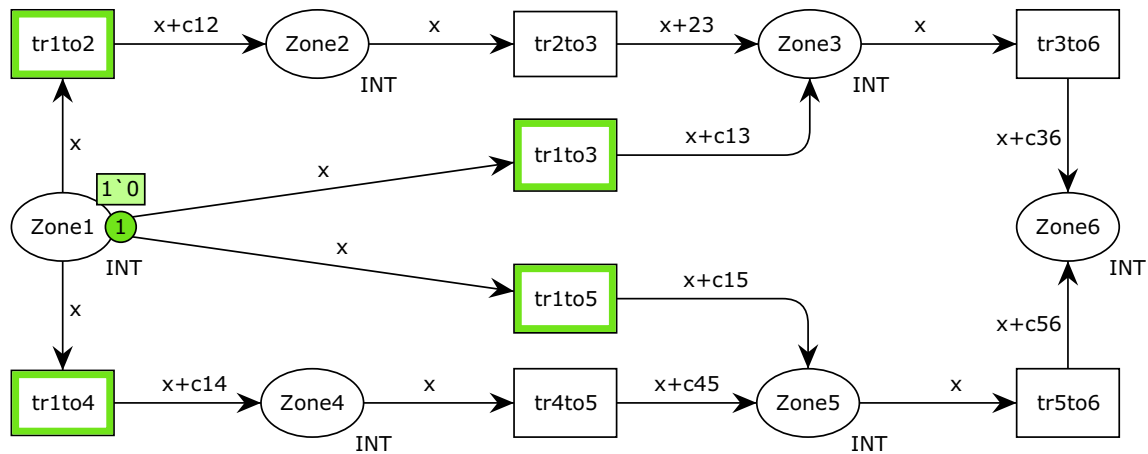 tr1to2
x+c12
Zone2
INT
x
tr2to3
x+23
Zone3
INT
x
tr3to6
x
x+c36
tr1to3
x+c13
x
1`0
Zone1
1
INT
Zone6
INT
x
x
tr1to5
x+c15
x+c56
tr1to4
x+c14
Zone4
INT
x
tr4to5
x+c45
Zone5
INT
x
tr5to6